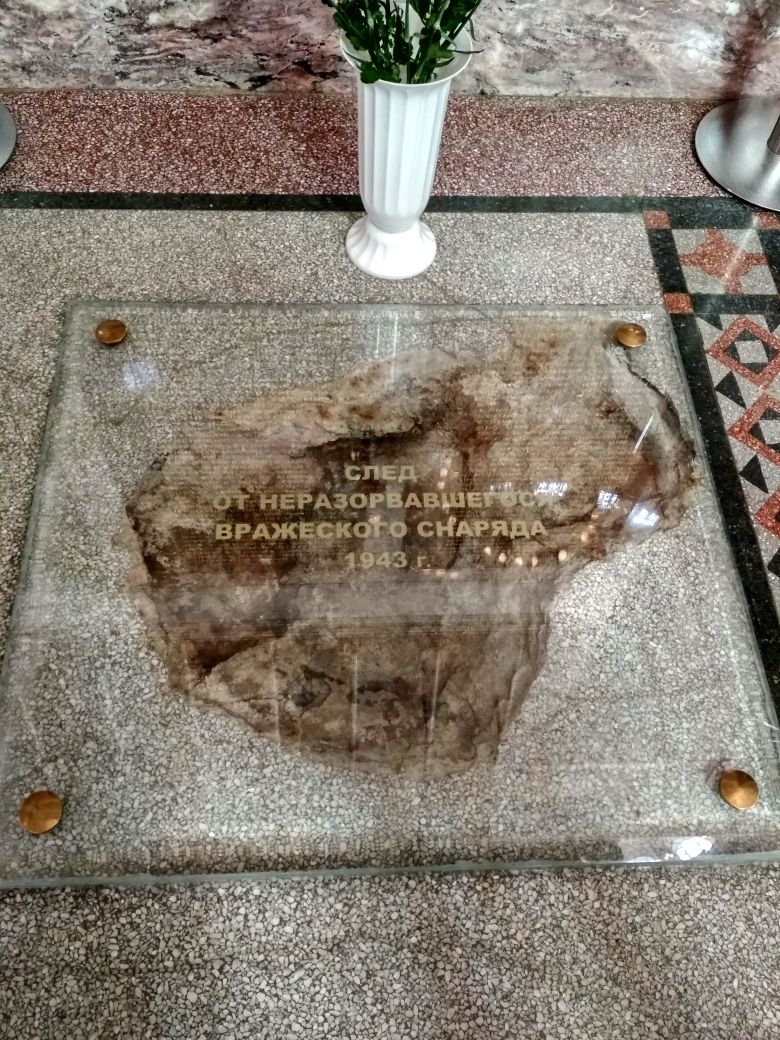 СЛЕД
ОТ НЕРАЗОРВАВШЕГОСЯ
ВРАЖЕСКОГО СНАРЯДА
1943 г.